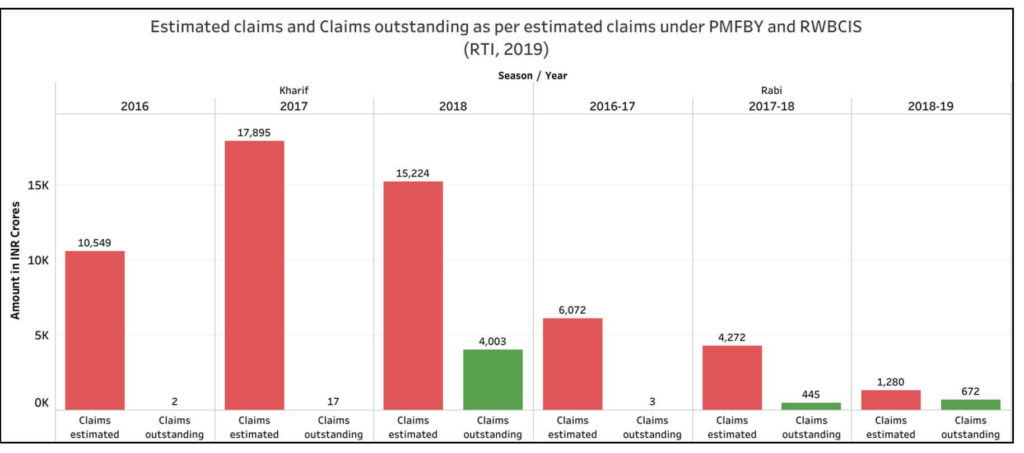 Estimated claims and Claims outstanding as per estimated claims under PMFBY and RWBCIS
(RTI, 2019)
Season / Year
Kharif Rabi
2016 2017 2018 2016-17 2017-18 2018-19
Amount in INR Crores
15K
10K
5K
0K
10,549
2
17,895
17
15,224
4,003
6,072
3
4,272
445
1,280
672
Claims estimated
Claims outstanding
Claims estimated
Claims outstanding
Claims estimated
Claims outstanding
Claims estimated
Claims outstanding
Claims estimated
Claims outstanding
Claims estimated
Claims outstanding